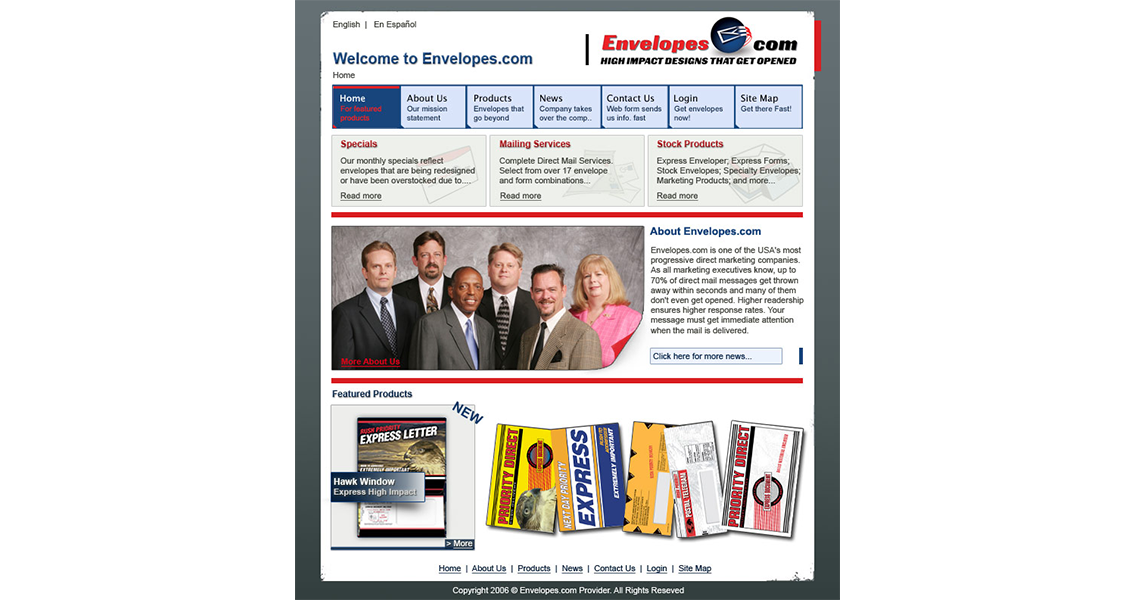 English | En Español
Envelopes com
HIGH IMPACT DESIGNS THAT GET OPENED
Welcome to Envelopes.com
Home
Home
For featured
products
About Us
Our mission
statement
Products
Envelopes that
go beyond
News
Company takes
over the comp..
Contact Us
Web form sends
us info. fast
Login
Get envelopes
now!
Site Map
Get there Fast!
Specials
Our monthly specials reflect
envelopes that are being redesigned
or have been overstocked due to....
Read more
Mailing Services
Complete Direct Mail Services.
Select from over 17 envelope
and form combinations...
Read more
Stock Products
Express Enveloper; Express Forms;
Stock Envelopes; Specialty Envelopes;
Marketing Products; and more...
Read more
More About Us
About Envelopes.com
Envelopes.com is one of the USA's most
progressive direct marketing companies.
As all marketing executives know, up to
70% of direct mail messages get thrown
away within seconds and many of them
don't even get opened. Higher readership
ensures higher response rates. Your
message must get immediate attention
when the mail is delivered.
Click here for more news...
Featured Products
NEW
RUSH PRIORITY
EXPRESS LETTER
EXTREMELY IMPORTANT
Hawk Window
Express High Impact
> More
PRIORITY DIRECT
NEXT-DAY PRIORITY
EXPRESS
EXTREMELY IMPORTANT
POSTAL TELEGRAM
PRIORITY DIRECT
Home | About Us | Products | News | Contact Us | Login | Site Map
Copyright 2006 © Envelopes.com Provider. All Rights Reseved